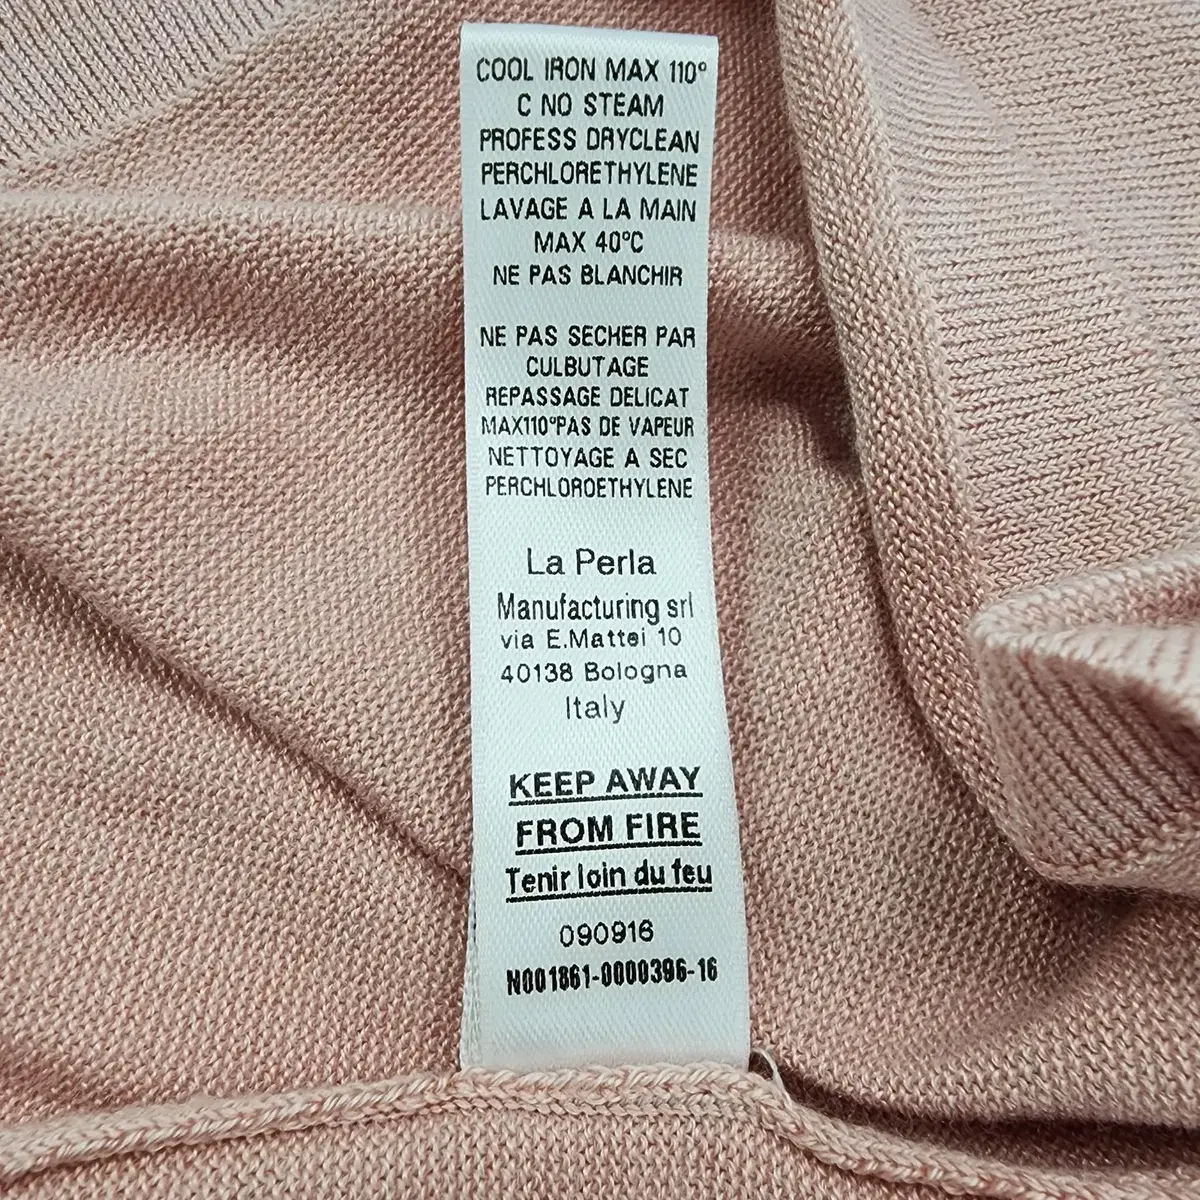 COOL IRON MAX 110°
C NO STEAM
PROFESS DRYCLEAN
PERCHLORETHYLENE
LAVAGE A LA MAIN
MAX 40°C
NE PAS BLANCHIR
NE PAS SECHER PAR
CULBUTAGE
REPASSAGE DELICAT
MAX110°PAS DE VAPEUR
NETTOYAGE A SEC
PERCHLOROETHYLENE
La Perla
Manufacturing srl
via E.Mattei 10
40138 Bologna
Italy
KEEP AWAY
FROM FIRE
Tenir loin du feu
090916
N001861-0000396-16